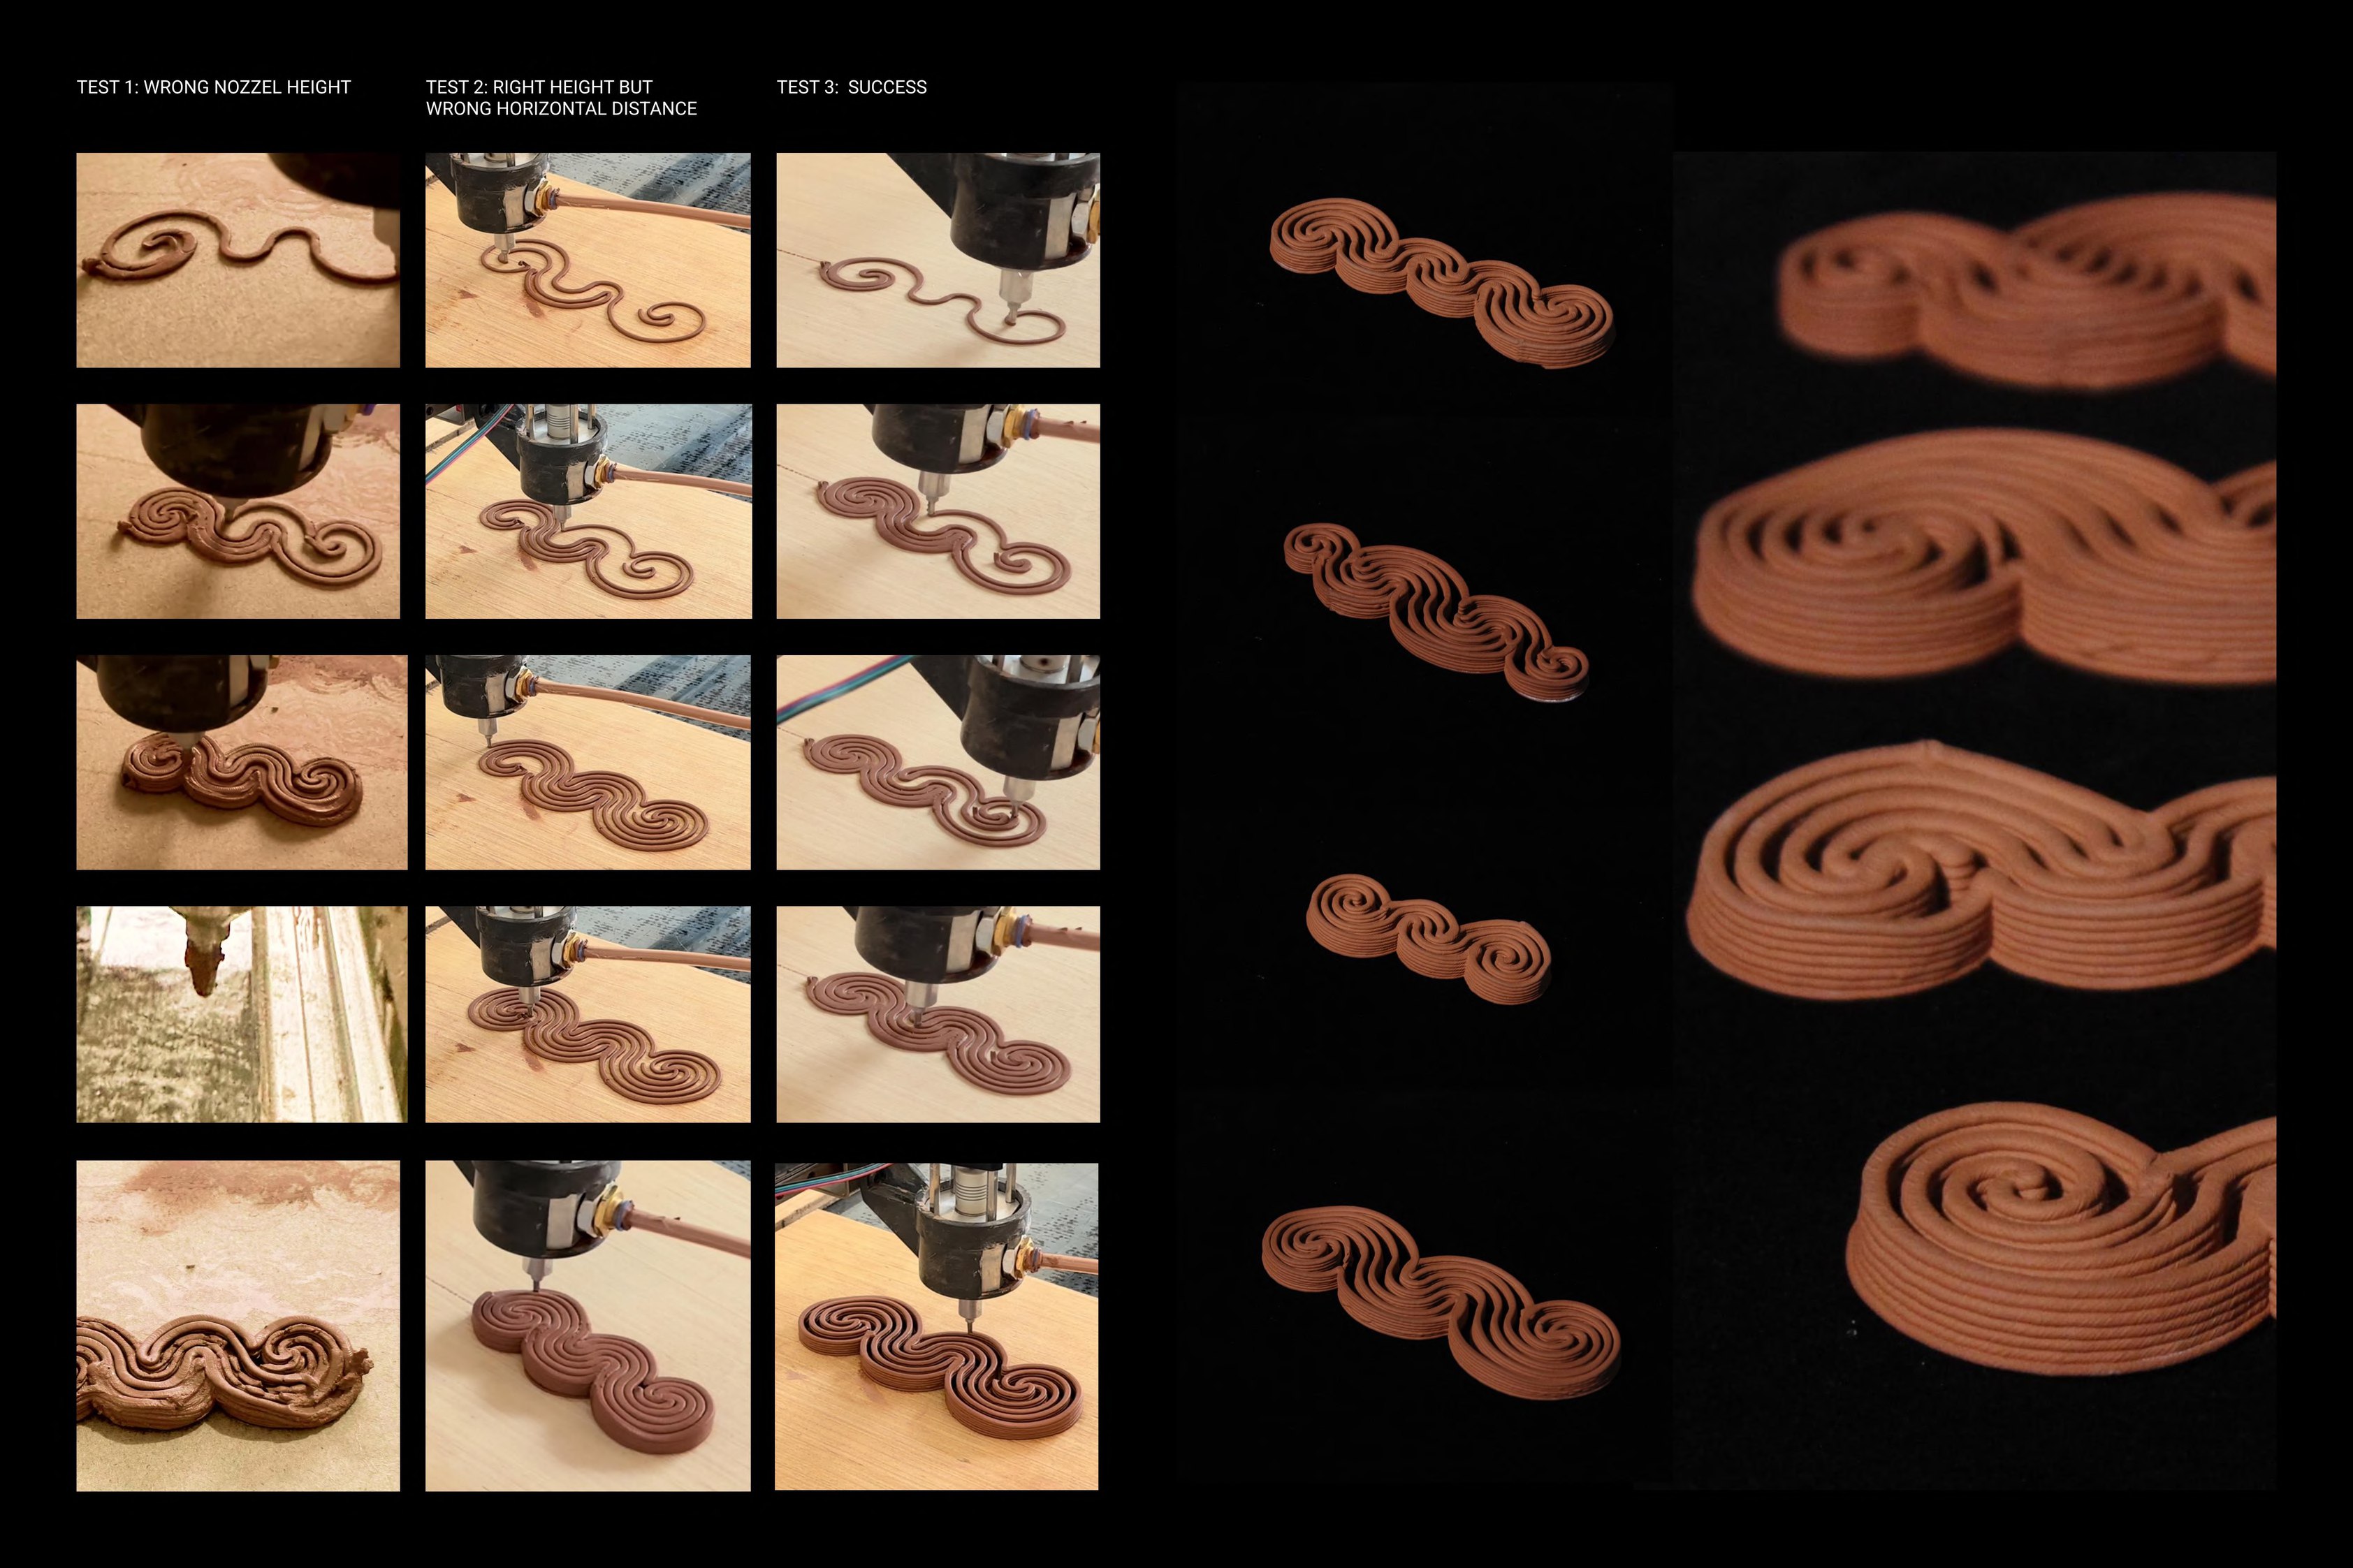 TEST 1: WRONG NOZZEL HEIGHT
TEST 2: RIGHT HEIGHT BUT
WRONG HORIZONTAL DISTANCE
TEST 3:  SUCCESS